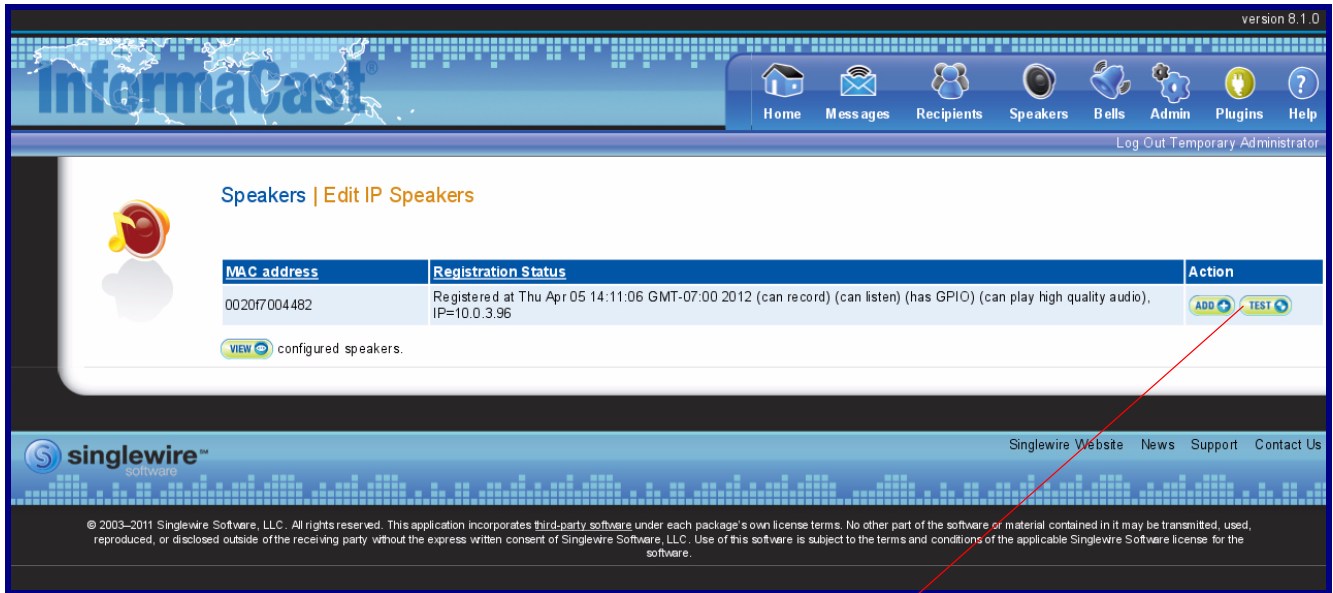 version 8.1.0
InformaCast®
Home Messages Recipients Speakers Bells Admin Plugins Help
Log Out Temporary Administrator
Speakers | Edit IP Speakers
MAC address Registration Status Action
0020f7004482 Registered at Thu Apr 05 14:11:06 GMT-07:00 2012 (can record) (can listen) (has GPIO) (can play high quality audio),
IP=10.0.3.96
ADD TEST
VIEW configured speakers.
singlewire℠
software
Singlewire Website News Support Contact Us
© 2003–2011 Singlewire Software, LLC. All rights reserved. This application incorporates third-party software under each package's own license terms. No other part of the software or material contained in it may be transmitted, used,
reproduced, or disclosed outside of the receiving party without the express written consent of Singlewire Software, LLC. Use of this software is subject to the terms and conditions of the applicable Singlewire Software license for the
software.